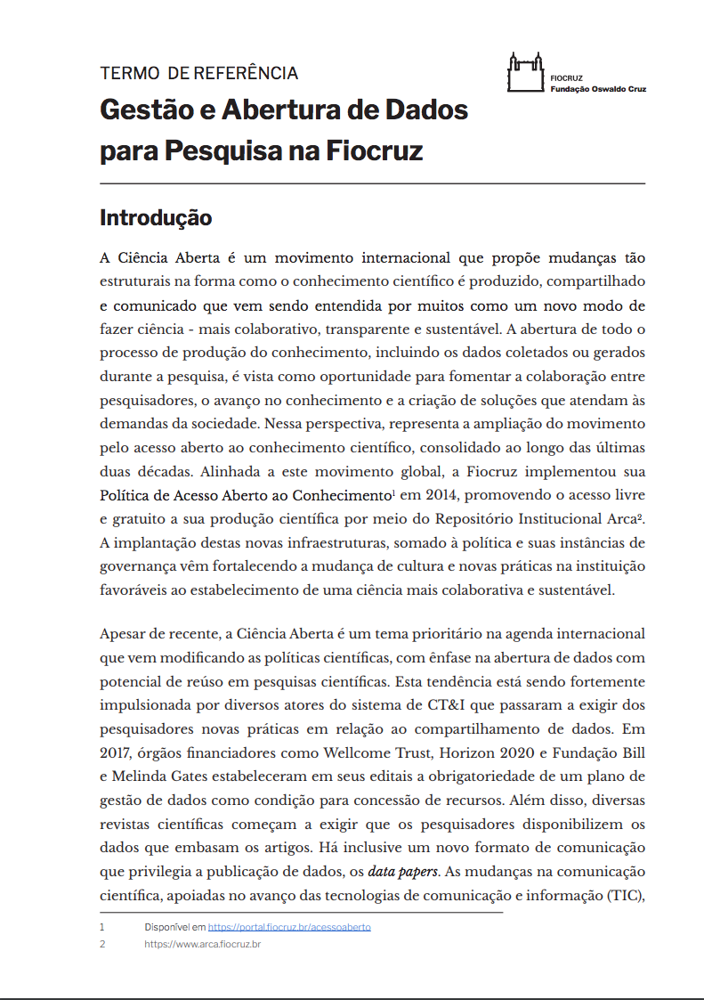 TERMO DE REFERÊNCIA
FIOCRUZ
Fundação Oswaldo Cruz
Gestão e Abertura de Dados
para Pesquisa na Fiocruz
Introdução
A Ciência Aberta é um movimento internacional que propõe mudanças tão
estruturais na forma como o conhecimento científico é produzido, compartilhado
e comunicado que vem sendo entendida por muitos como um novo modo de
fazer ciência - mais colaborativo, transparente e sustentável. A abertura de todo o
processo de produção do conhecimento, incluindo os dados coletados ou gerados
durante a pesquisa, é vista como oportunidade para fomentar a colaboração entre
pesquisadores, o avanço no conhecimento e a criação de soluções que atendam às
demandas da sociedade. Nessa perspectiva, representa a ampliação do movimento
pelo acesso aberto ao conhecimento científico, consolidado ao longo das últimas
duas décadas. Alinhada a este movimento global, a Fiocruz implementou sua
Política de Acesso Aberto ao Conhecimento¹ em 2014, promovendo o acesso livre
e gratuito a sua produção científica por meio do Repositório Institucional Arca².
A implantação destas novas infraestruturas, somado à política e suas instâncias de
governança vêm fortalecendo a mudança de cultura e novas práticas na instituição
favoráveis ao estabelecimento de uma ciência mais colaborativa e sustentável.
Apesar de recente, a Ciência Aberta é um tema prioritário na agenda internacional
que vem modificando as políticas científicas, com ênfase na abertura de dados com
potencial de reúso em pesquisas científicas. Esta tendência está sendo fortemente
impulsionada por diversos atores do sistema de CT&I que passaram a exigir dos
pesquisadores novas práticas em relação ao compartilhamento de dados. Em
2017, órgãos financiadores como Wellcome Trust, Horizon 2020 e Fundação Bill
e Melinda Gates estabeleceram em seus editais a obrigatoriedade de um plano de
gestão de dados como condição para concessão de recursos. Além disso, diversas
revistas científicas começam a exigir que os pesquisadores disponibilizem os
dados que embasam os artigos. Há inclusive um novo formato de comunicação
que privilegia a publicação de dados, os data papers. As mudanças na comunicação
científica, apoiadas no avanço das tecnologias de comunicação e informação (TIC),
1 Disponível em https://portal.fiocruz.br/acessoaberto
2 https://www.arca.fiocruz.br